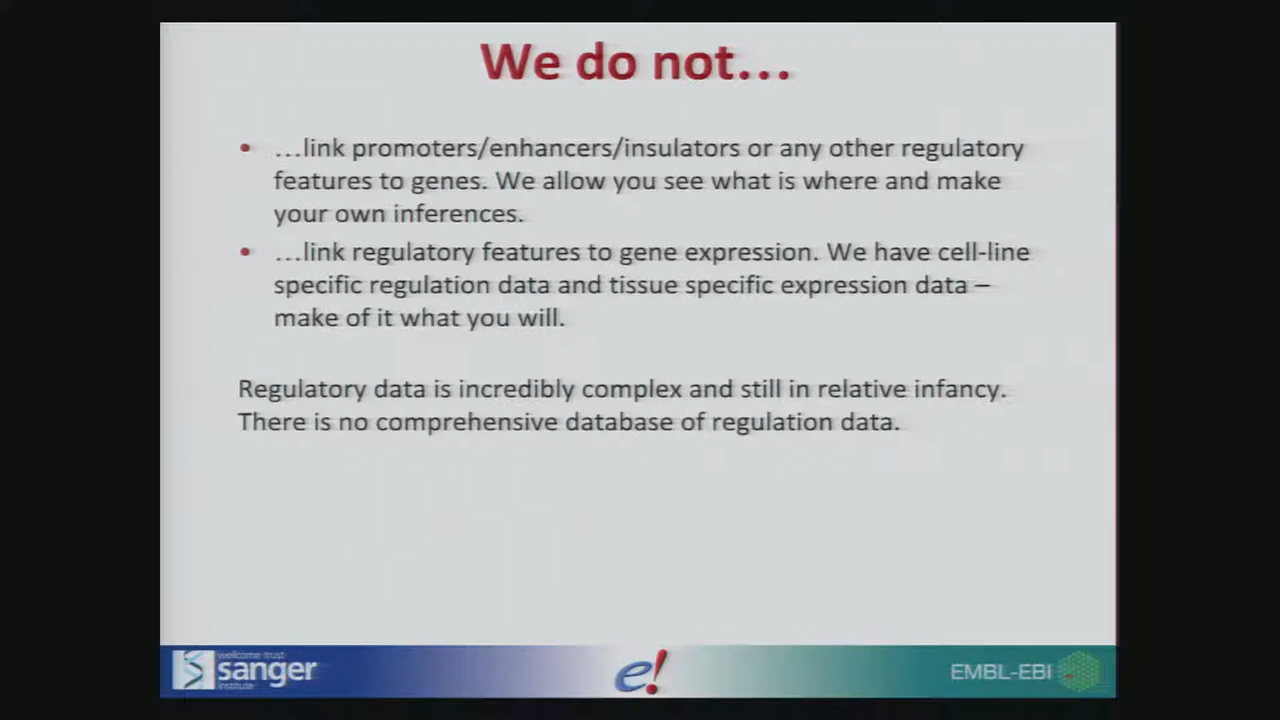 We do not...
• ...link promoters/enhancers/insulators or any other regulatory
features to genes. We allow you see what is where and make
your own inferences.
• ...link regulatory features to gene expression. We have cell-line
specific regulation data and tissue specific expression data –
make of it what you will.
Regulatory data is incredibly complex and still in relative infancy.
There is no comprehensive database of regulation data.
wellcome trust
sanger
institute
e!
EMBL-EBI